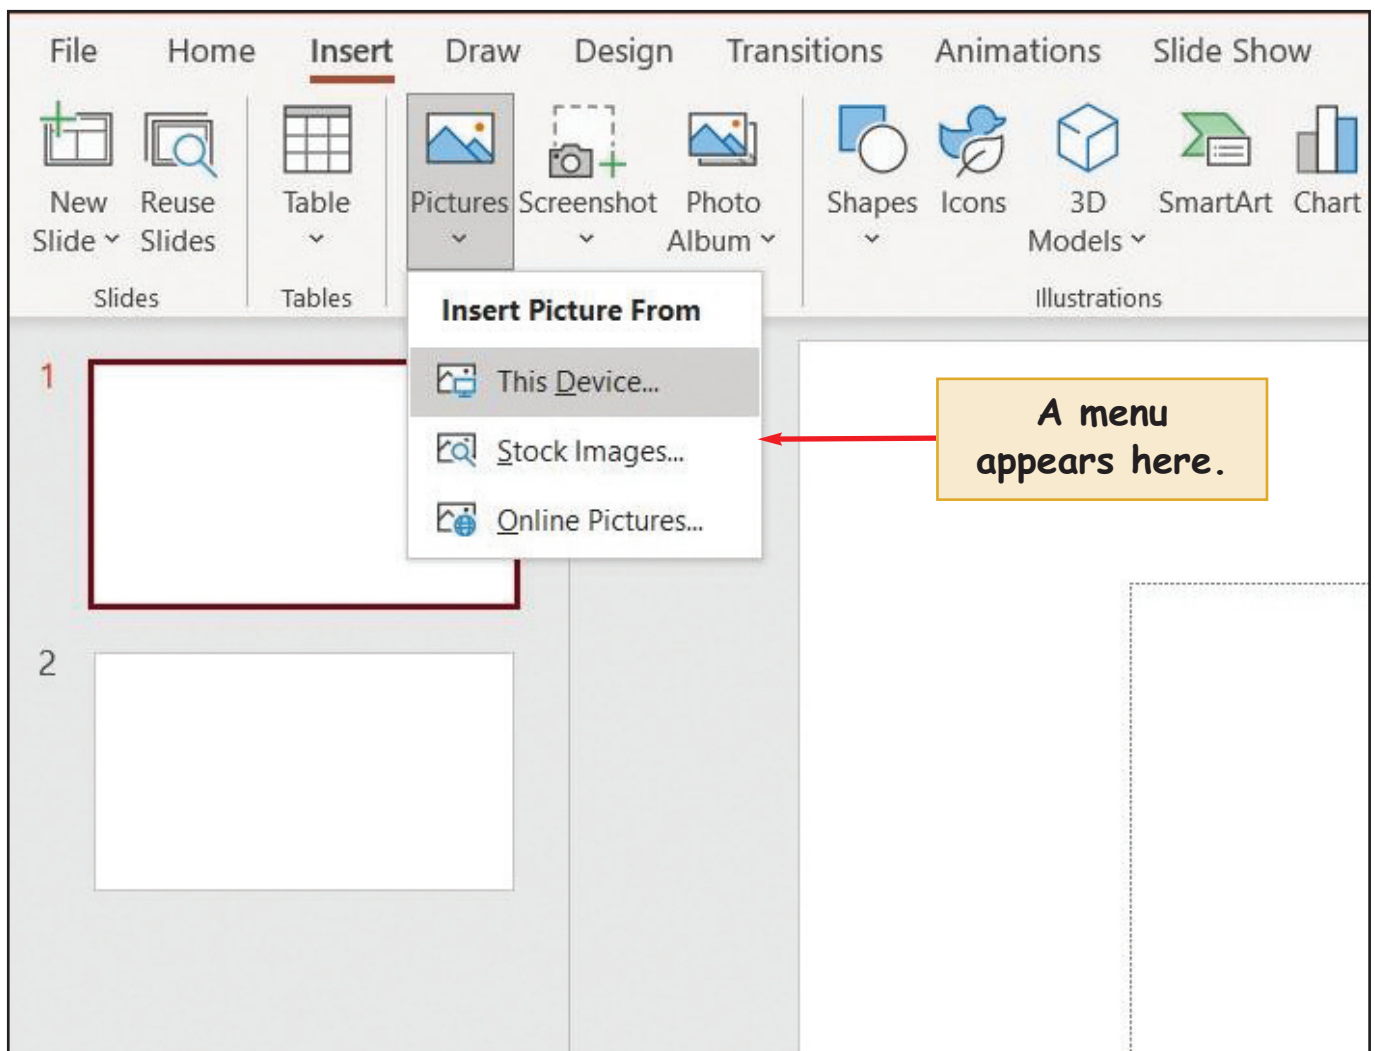 File Home Insert Draw Design Transitions Animations Slide Show
New Slide
Reuse Slides
Table
Pictures
Screenshot
Photo Album
Shapes
Icons
3D Models
SmartArt
Chart
Slides
Tables
Illustrations
Insert Picture From
This Device...
Stock Images...
Online Pictures...
1
2
A menu
appears here.